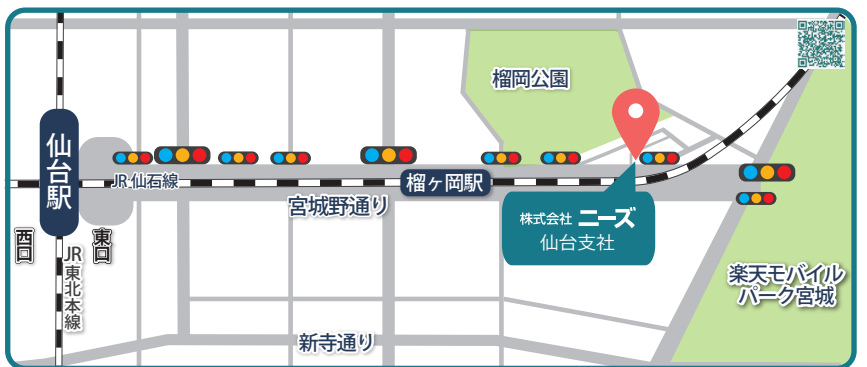 榴岡公園
仙台駅
JR 仙石線
榴ヶ岡駅
宮城野通り
株式会社 ニーズ
仙台支社
西口
東口
JR東北本線
楽天モバイル
パーク宮城
新寺通り